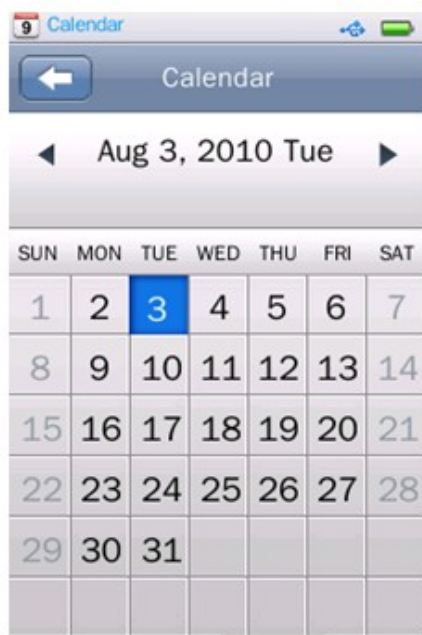 9 Calendar
Calendar
Aug 3, 2010 Tue
SUN MON TUE WED THU FRI SAT
1 2 3 4 5 6 7
8 9 10 11 12 13 14
15 16 17 18 19 20 21
22 23 24 25 26 27 28
29 30 31